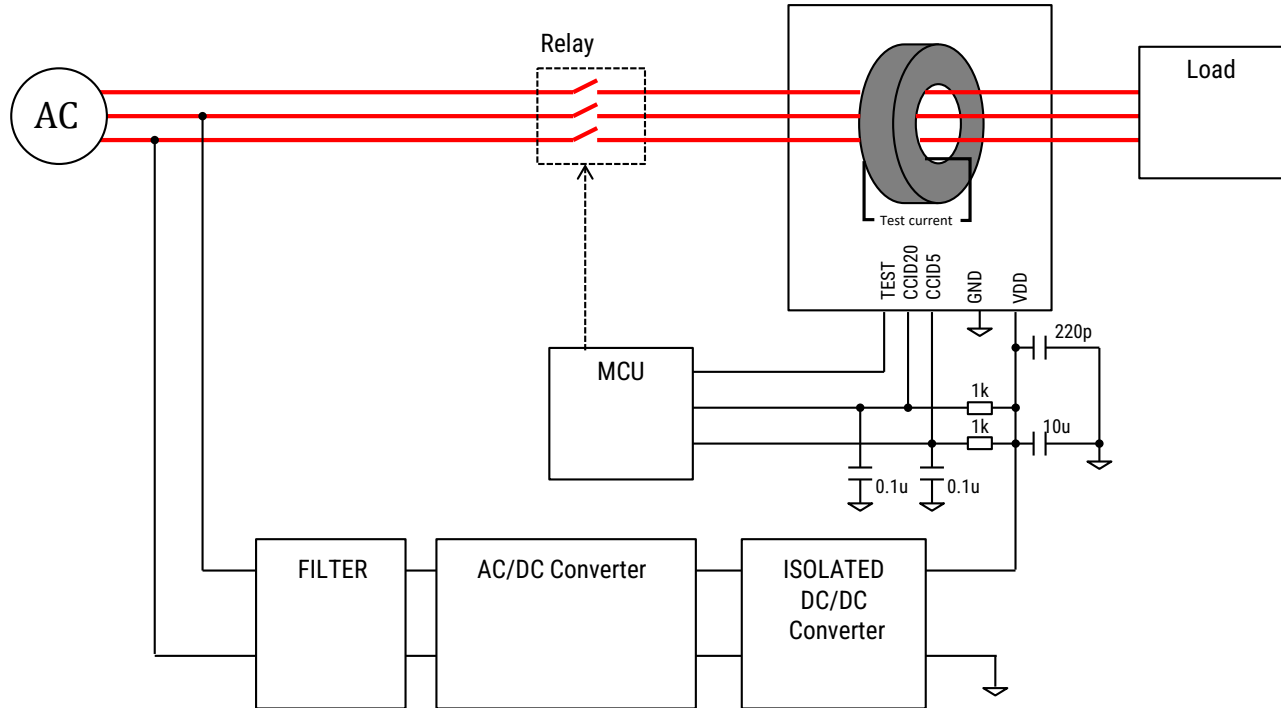 Relay
AC
Load
Test current
TEST
CCID20
CCID5
GND
VDD
220p
MCU
1k
1k
10u
0.1u
0.1u
FILTER
AC/DC Converter
ISOLATED
DC/DC
Converter